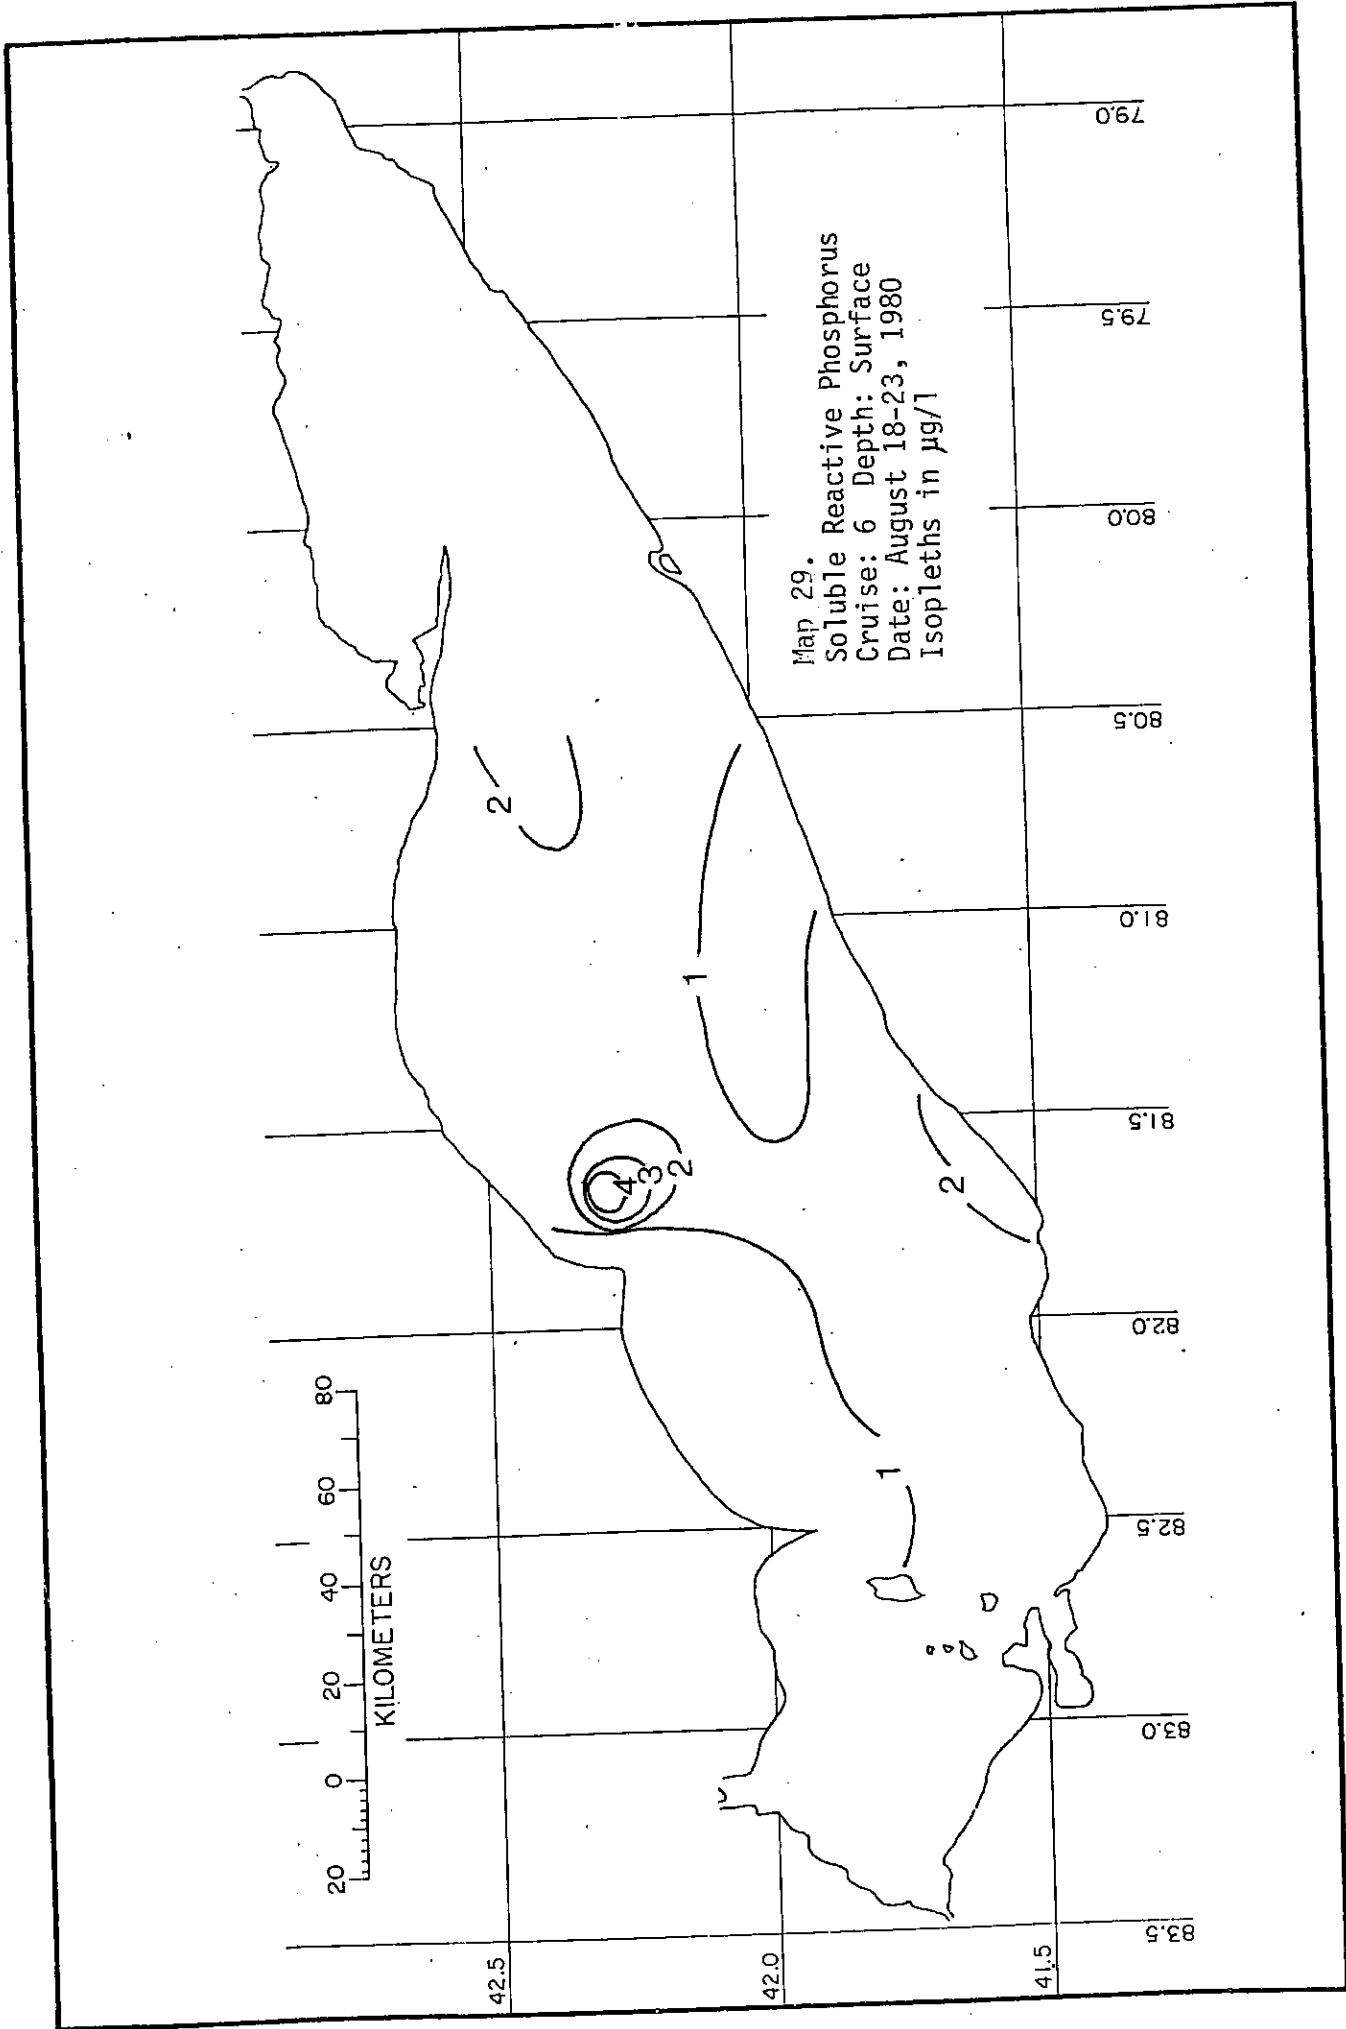 Map 29.
Soluble Reactive Phosphorus
Cruise: 6 Depth: Surface
Date: August 18-23, 1980
Isopleths in µg/l
20 0 20 40 60 80
KILOMETERS
42.5
42.0
41.5
83.5
83.0
82.5
82.0
81.5
81.0
80.5
80.0
79.5
79.0
1
4
3
2
2
1
2